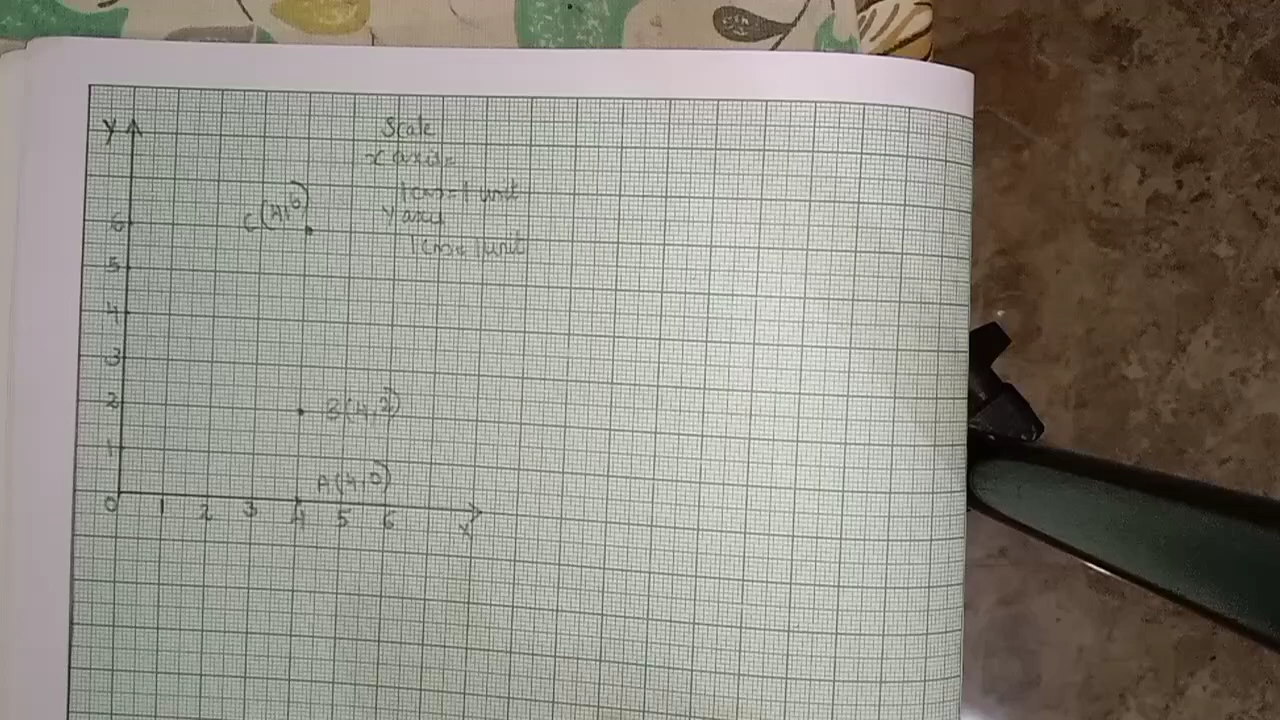 Y
Scale
x axis=
1cm=1 unit
Y axis
1cm=1unit
C(4,6)
6
5
4
3
2
B(4,2)
1
A(4,0)
0 1 2 3 4 5 6
X